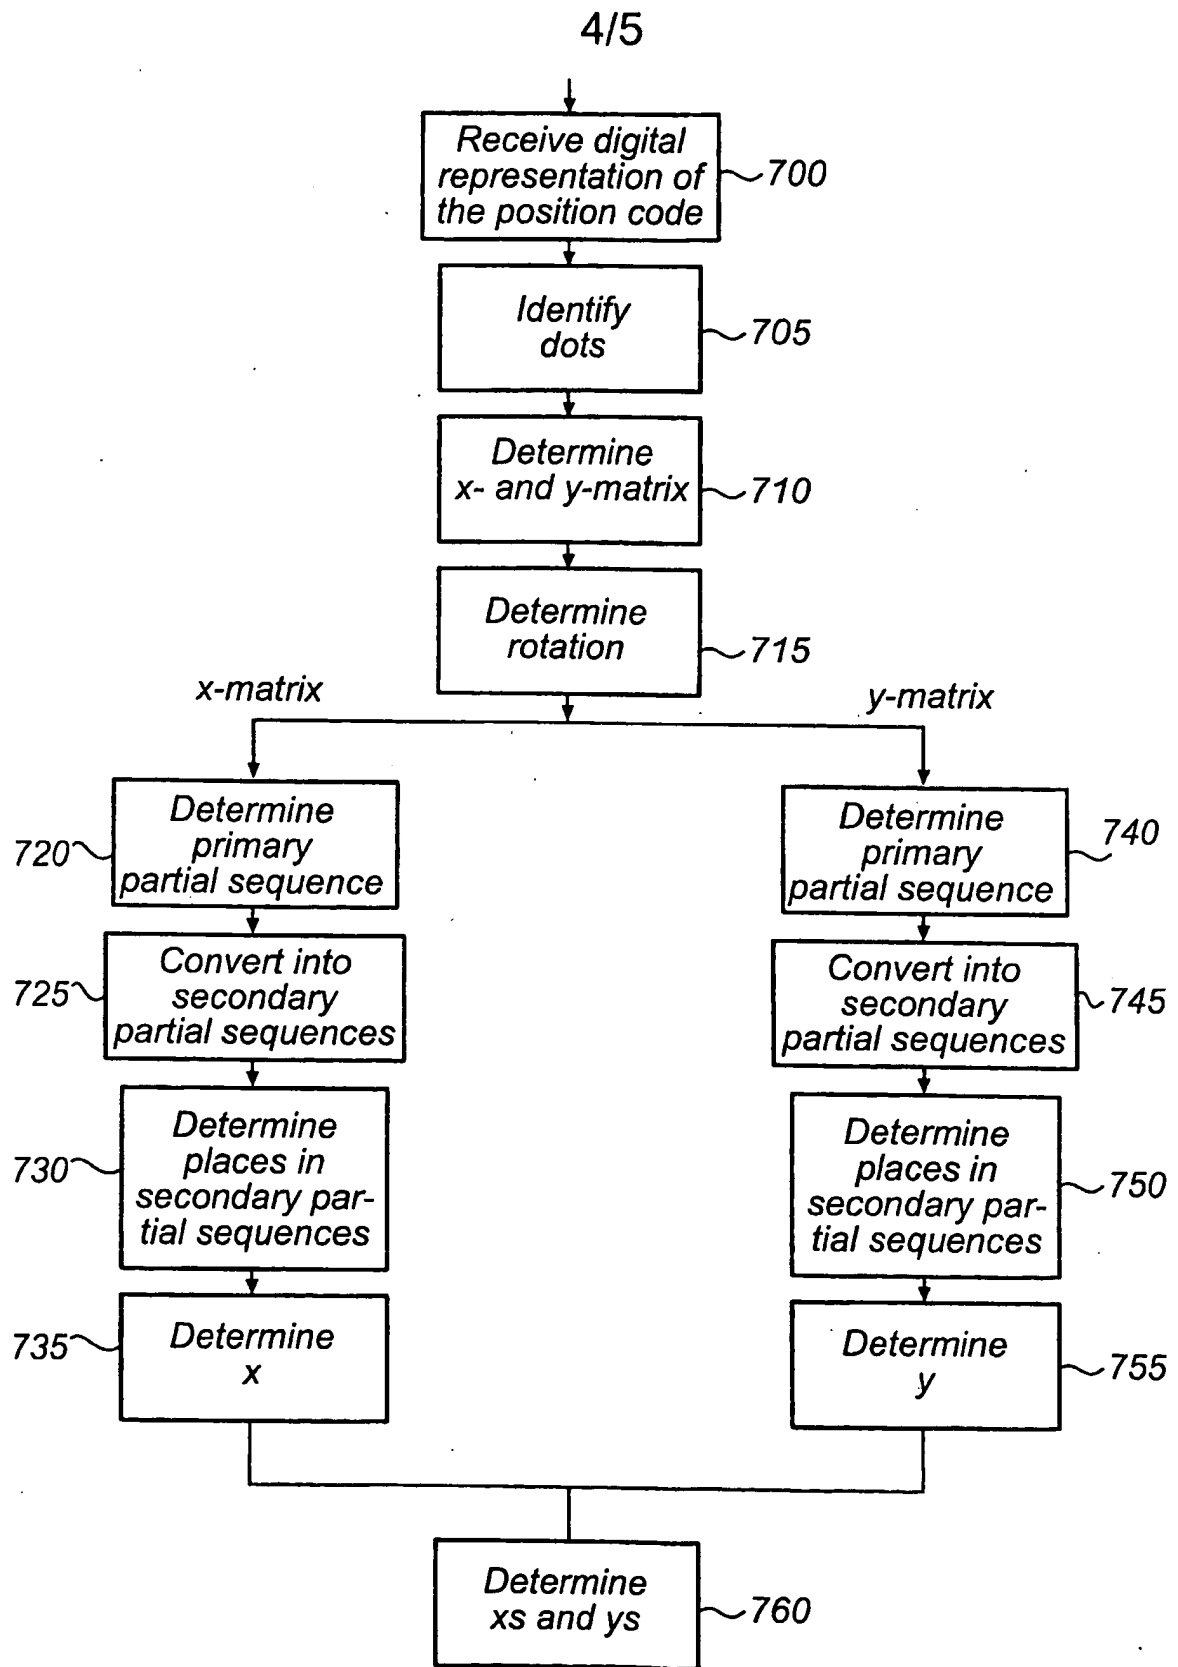 4/5
Receive digital
representation of
the position code
700
Identify
dots
705
Determine
x- and y-matrix
710
Determine
rotation
715
x-matrix
y-matrix
Determine
primary
partial sequence
720
Convert into
secondary
partial sequences
725
Determine
places in
secondary par-
tial sequences
730
Determine
x
735
Determine
primary
partial sequence
740
Convert into
secondary
partial sequences
745
Determine
places in
secondary par-
tial sequences
750
Determine
y
755
Determine
xs and ys
760